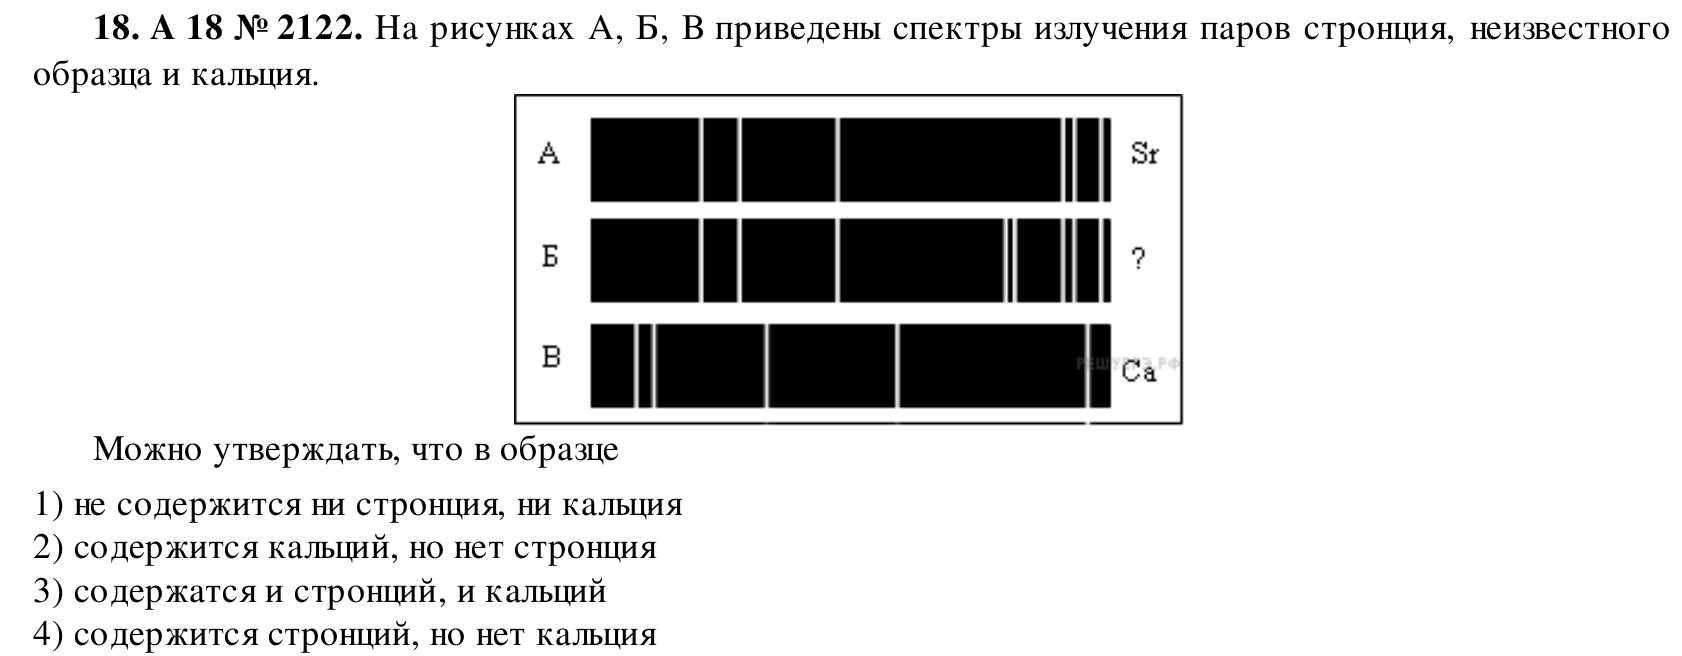 18. А 18 № 2122. На рисунках А, Б, В приведены спектры излучения паров стронция, неизвестного
образца и кальция.
А
Sr
Б
?
В
РЕШУЕГЭ.РФ
Ca
Можно утверждать, что в образце
1) не содержится ни стронция, ни кальция
2) содержится кальций, но нет стронция
3) содержатся и стронций, и кальций
4) содержится стронций, но нет кальция